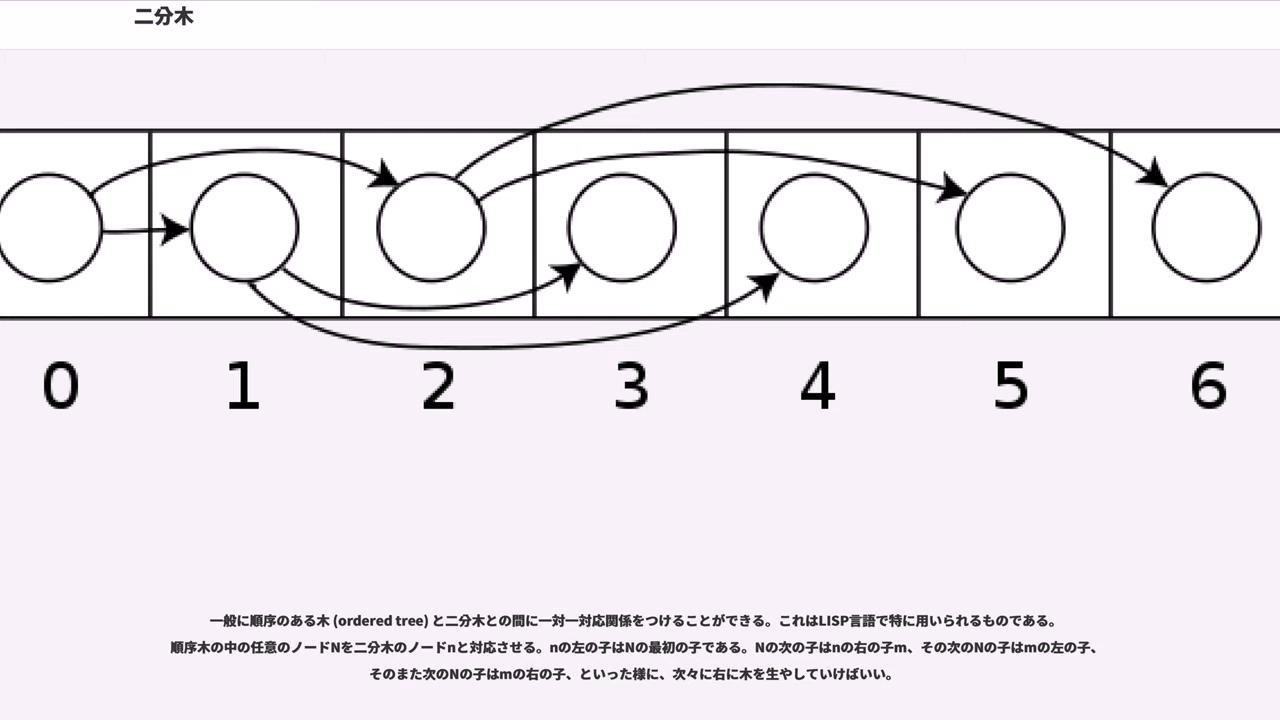 二分木
0 1 2 3 4 5 6
一般に順序のある木 (ordered tree) と二分木との間に一対一対応関係をつけることができる。これはLISP言語で特に用いられるものである。
順序木の中の任意のノードNを二分木のノードnと対応させる。nの左の子はNの最初の子である。Nの次の子はnの右の子m、その次のNの子はmの左の子、
そのまた次のNの子はmの右の子、といった様に、次々に右に木を生やしていけばいい。